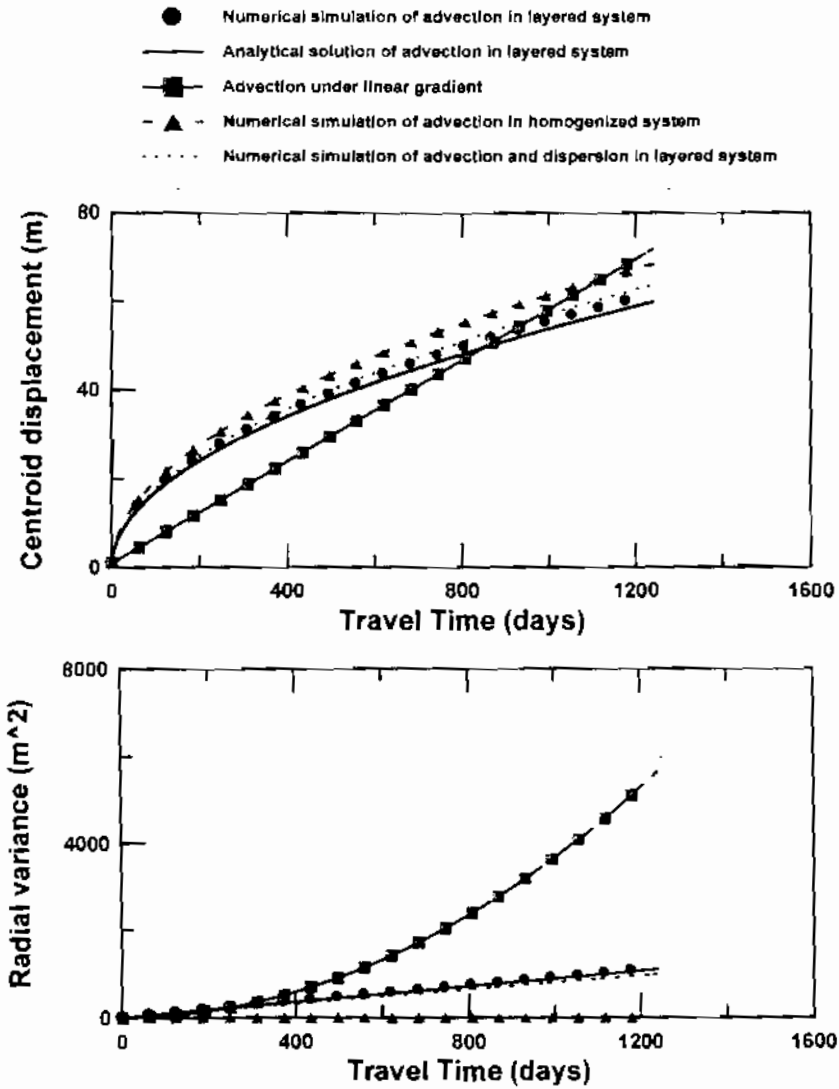 Numerical simulation of advection in layered system
Analytical solution of advection in layered system
Advection under linear gradient
Numerical simulation of advection in homogenized system
Numerical simulation of advection and dispersion in layered system
Centroid displacement (m)
80
40
0
0 400 800 1200 1600
Travel Time (days)
Radial variance (m^2)
8000
4000
0
0 400 800 1200 1600
Travel Time (days)